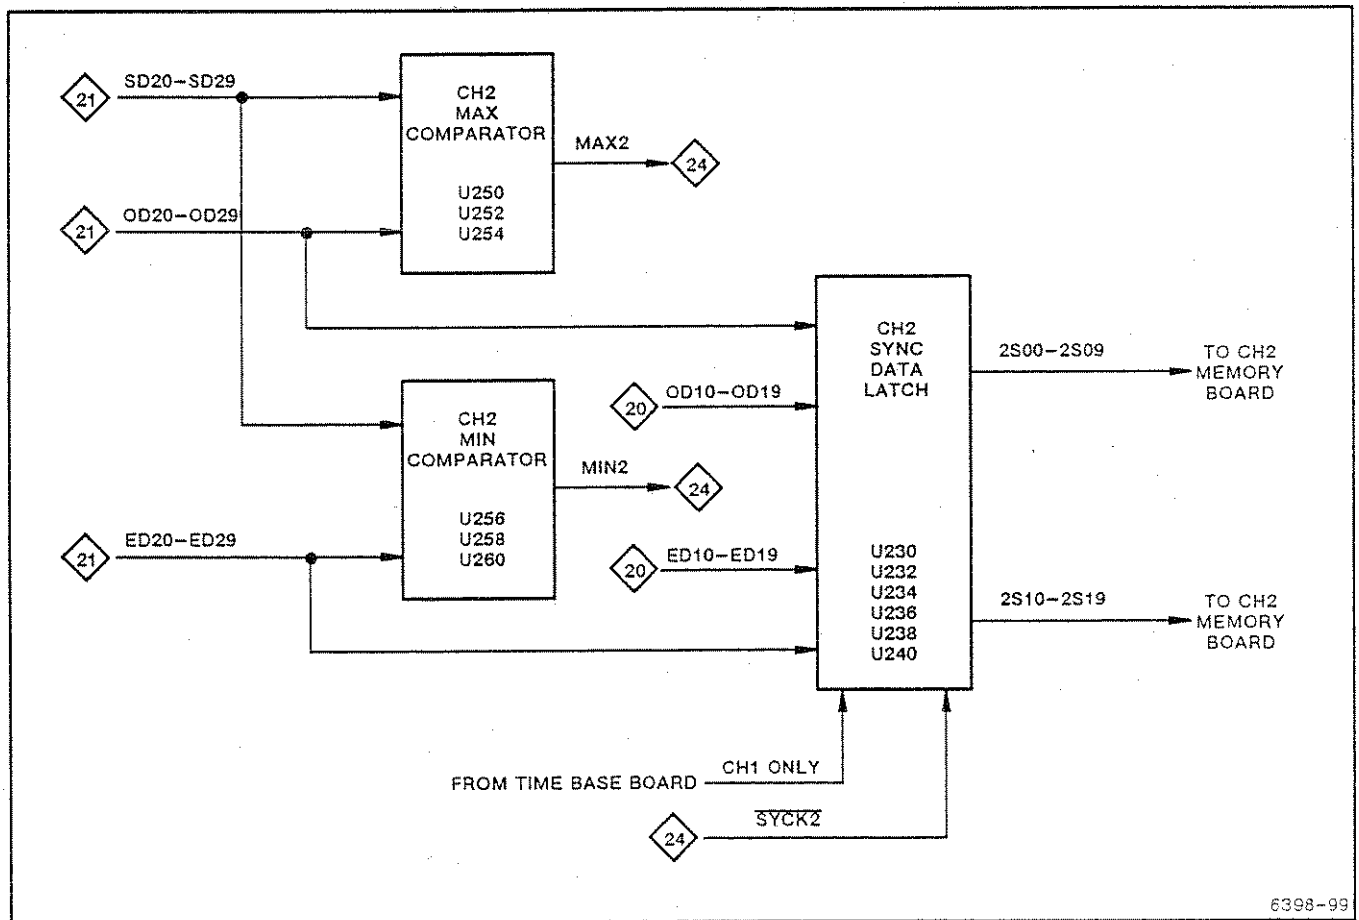 21
SD20-SD29
CH2
MAX
COMPARATOR
U250
U252
U254
MAX2
24
21
OD20-OD29
CH2
SYNC
DATA
LATCH
U230
U232
U234
U236
U238
U240
2S00-2S09
TO CH2
MEMORY
BOARD
20
OD10-OD19
CH2
MIN
COMPARATOR
U256
U258
U260
MIN2
24
21
ED20-ED29
20
ED10-ED19
2S10-2S19
TO CH2
MEMORY
BOARD
FROM TIME BASE BOARD
CH1 ONLY
24
SYCK2
6398-99